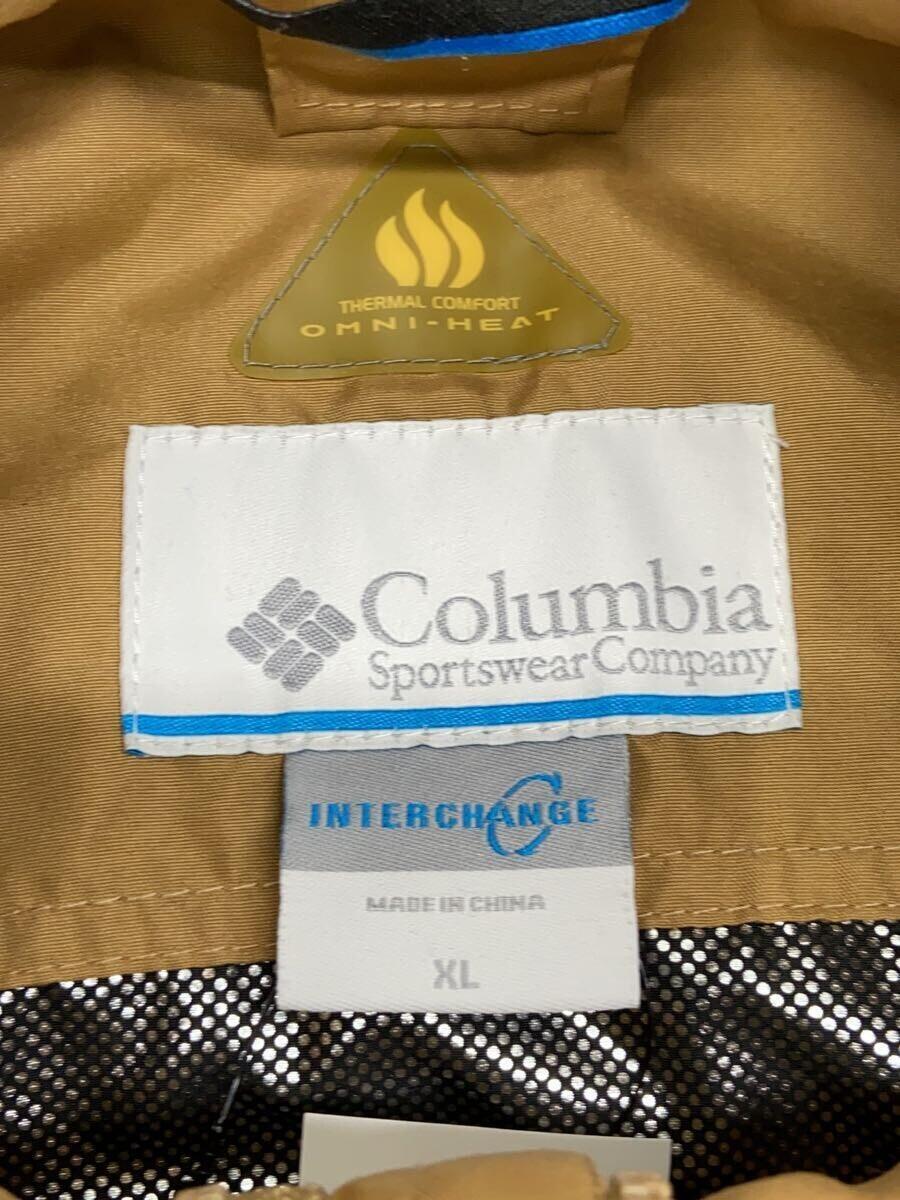 THERMAL COMFORT
OMNI-HEAT
Columbia
Sportswear Company
INTERCHANGE
MADE IN CHINA
XL